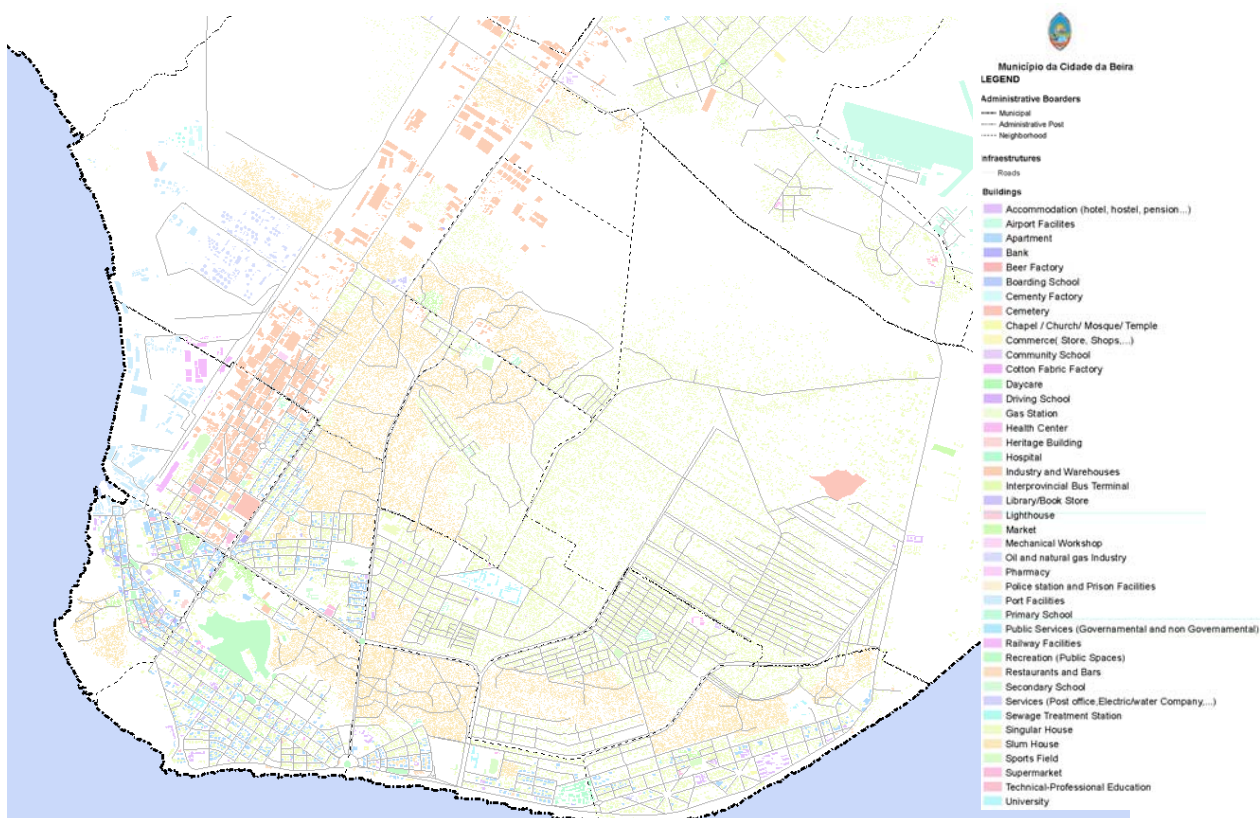 Município da Cidade da Beira
LEGEND
Administrative Boarders
Municipal
Administrative Post
Neighborhood
Infraestrutures
Roads
Buildings
Accommodation (hotel, hostel, pension...)
Airport Facilites
Apartment
Bank
Beer Factory
Boarding School
Cementy Factory
Cemetery
Chapel / Church/ Mosque/ Temple
Commerce( Store, Shops,...)
Community School
Cotton Fabric Factory
Daycare
Driving School
Gas Station
Health Center
Heritage Building
Hospital
Industry and Warehouses
Interprovincial Bus Terminal
Library/Book Store
Lighthouse
Market
Mechanical Workshop
Oil and natural gas Industry
Pharmacy
Police station and Prison Facilities
Port Facilities
Primary School
Public Services (Governamental and non Governamental)
Railway Facilities
Recreation (Public Spaces)
Restaurants and Bars
Secondary School
Services (Post office,Electric/water Company,...)
Sewage Treatment Station
Singular House
Slum House
Sports Field
Supermarket
Technical-Professional Education
University